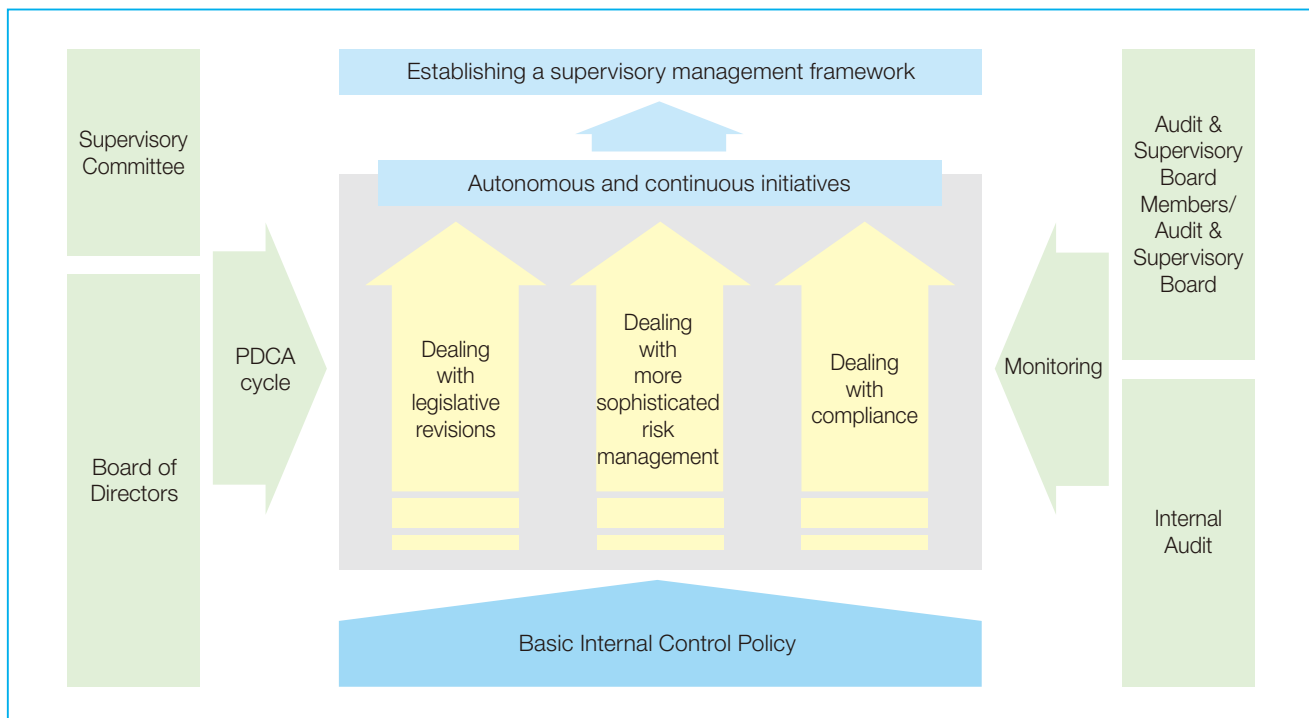 Establishing a supervisory management framework
Supervisory
Committee
Audit &
Supervisory
Board
Members/
Audit &
Supervisory
Board
Autonomous and continuous initiatives
PDCA
cycle
Dealing
with
legislative
revisions
Dealing
with
more
sophisticated
risk
management
Dealing
with
compliance
Monitoring
Board of
Directors
Internal
Audit
Basic Internal Control Policy